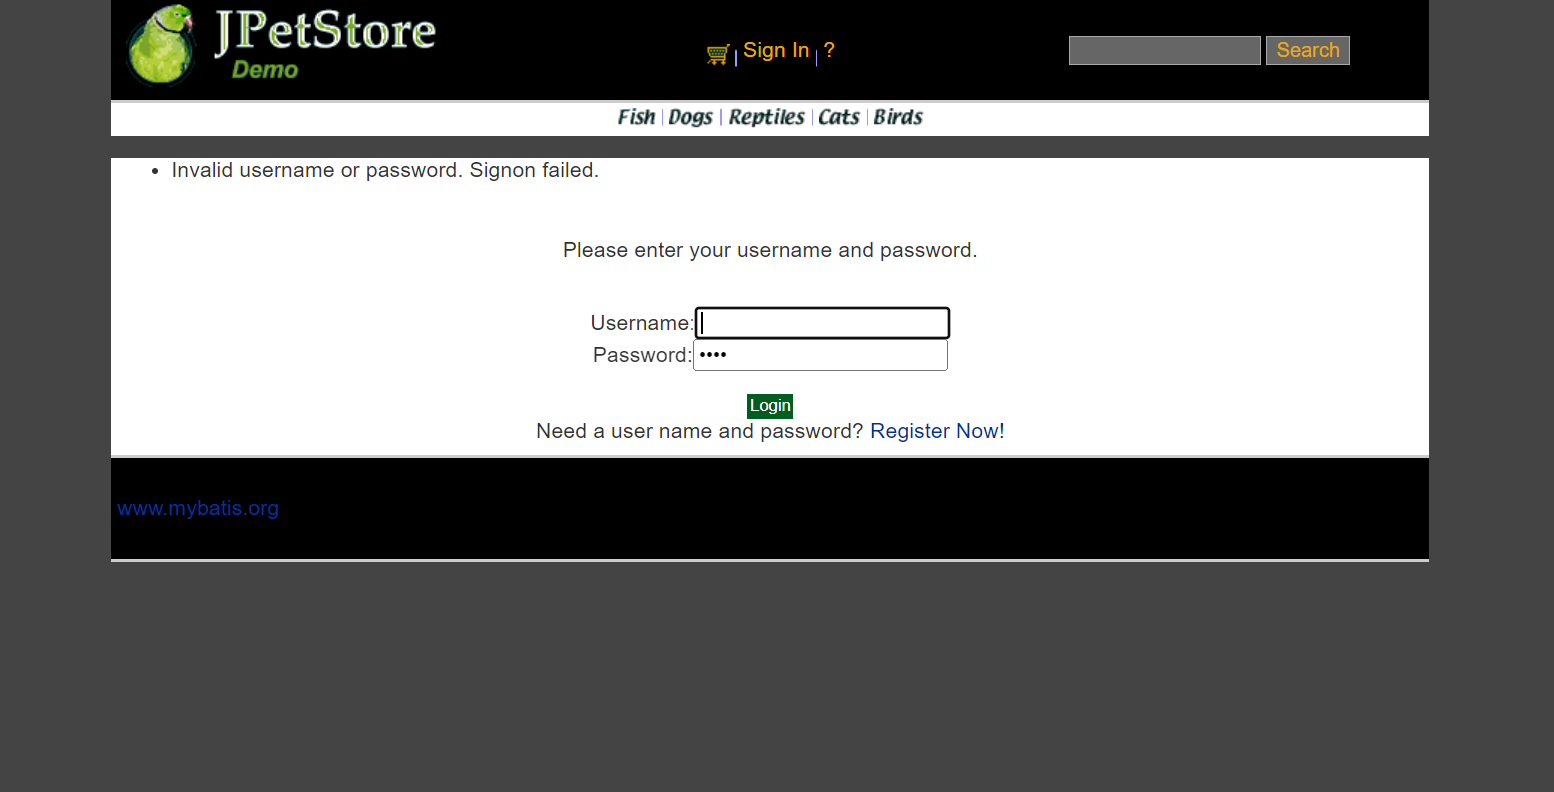 JPetStore
Demo
Sign In | ?
Search
Fish | Dogs | Reptiles | Cats | Birds
Invalid username or password. Signon failed.
Please enter your username and password.
Username:
Password:••••
Login
Need a user name and password? Register Now!
www.mybatis.org